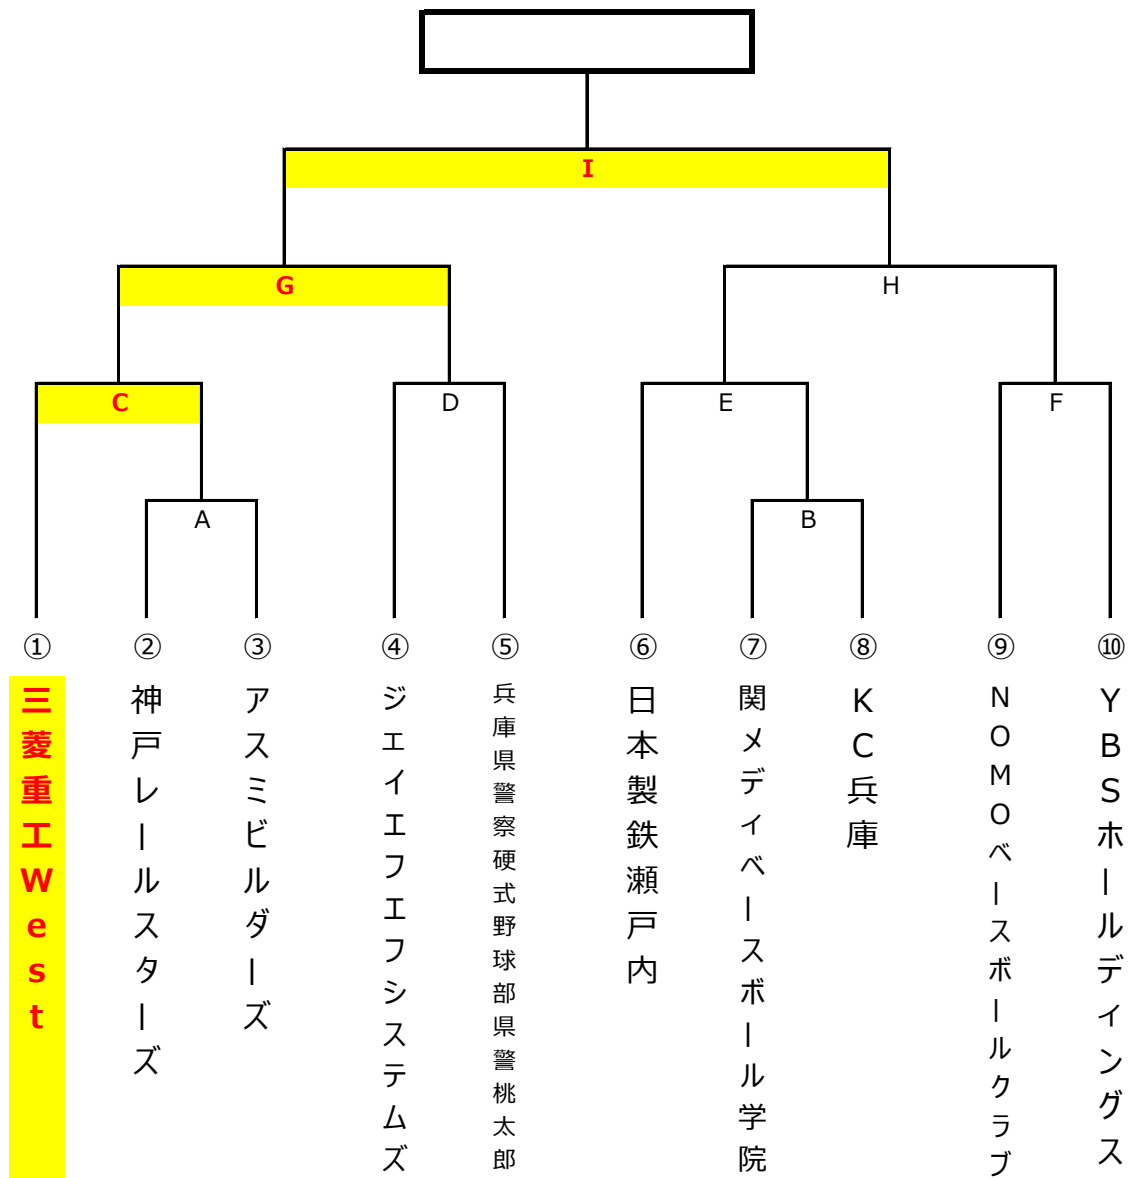 I
G
H
C
D
E
F
A
B
①
②
③
④
⑤
⑥
⑦
⑧
⑨
⑩
三菱重工West
神戸レールスターズ
アスミビルダーズ
ジエイエフエフシステムズ
兵庫県警察硬式野球部県警桃太郎
日本製鉄瀬戸内
関メディベースボール学院
KC兵庫
NOMOベースボールクラブ
YBSホールディングス